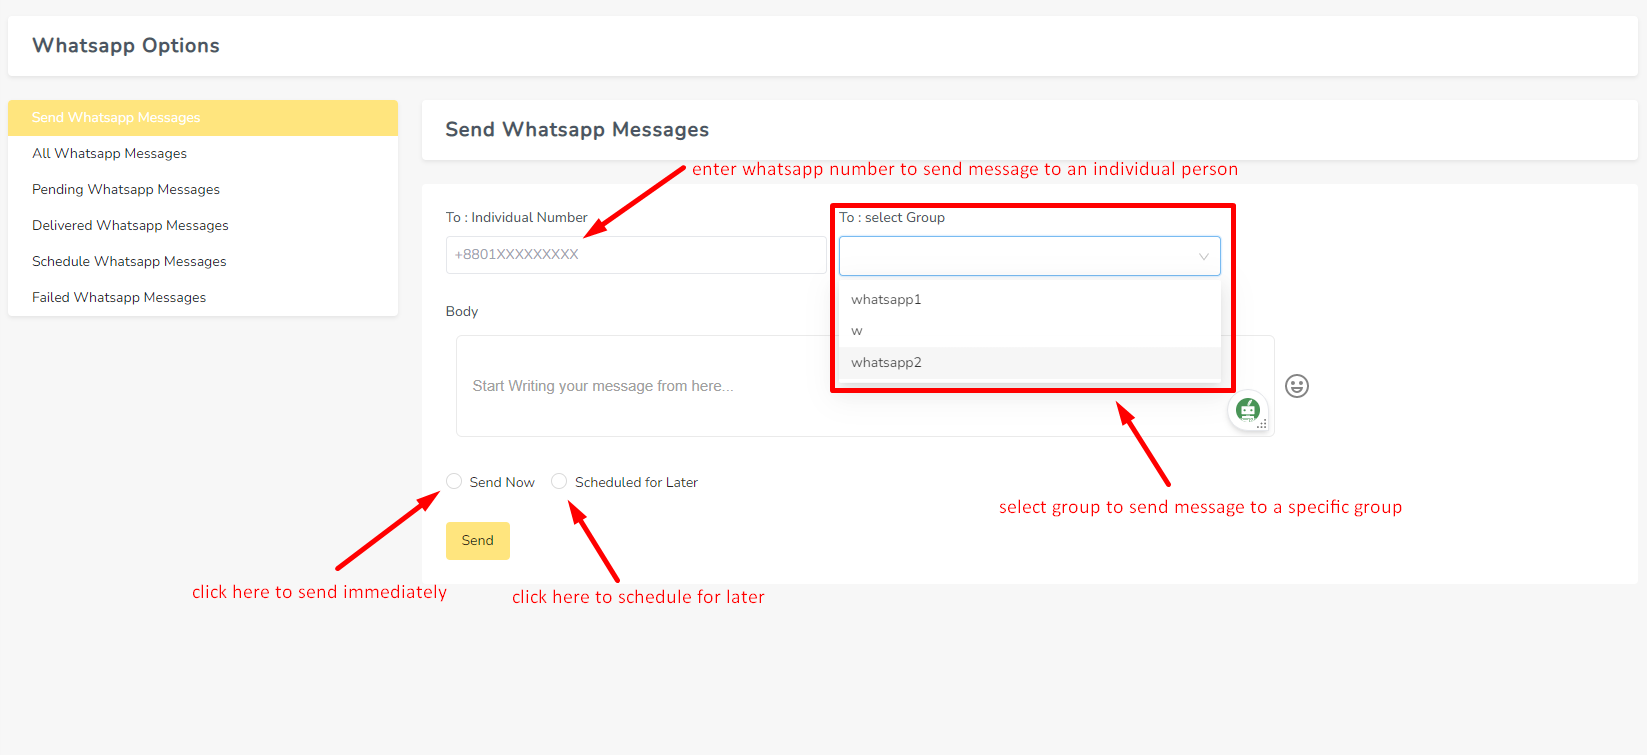 Whatsapp Options
Send Whatsapp Messages
All Whatsapp Messages
Pending Whatsapp Messages
Delivered Whatsapp Messages
Schedule Whatsapp Messages
Failed Whatsapp Messages
Send Whatsapp Messages
enter whatsapp number to send message to an individual person
To : Individual Number
+8801XXXXXXXXX
To : select Group
whatsapp1
w
whatsapp2
Body
Start Writing your message from here...
select group to send message to a specific group
Send Now
Scheduled for Later
Send
click here to send immediately
click here to schedule for later